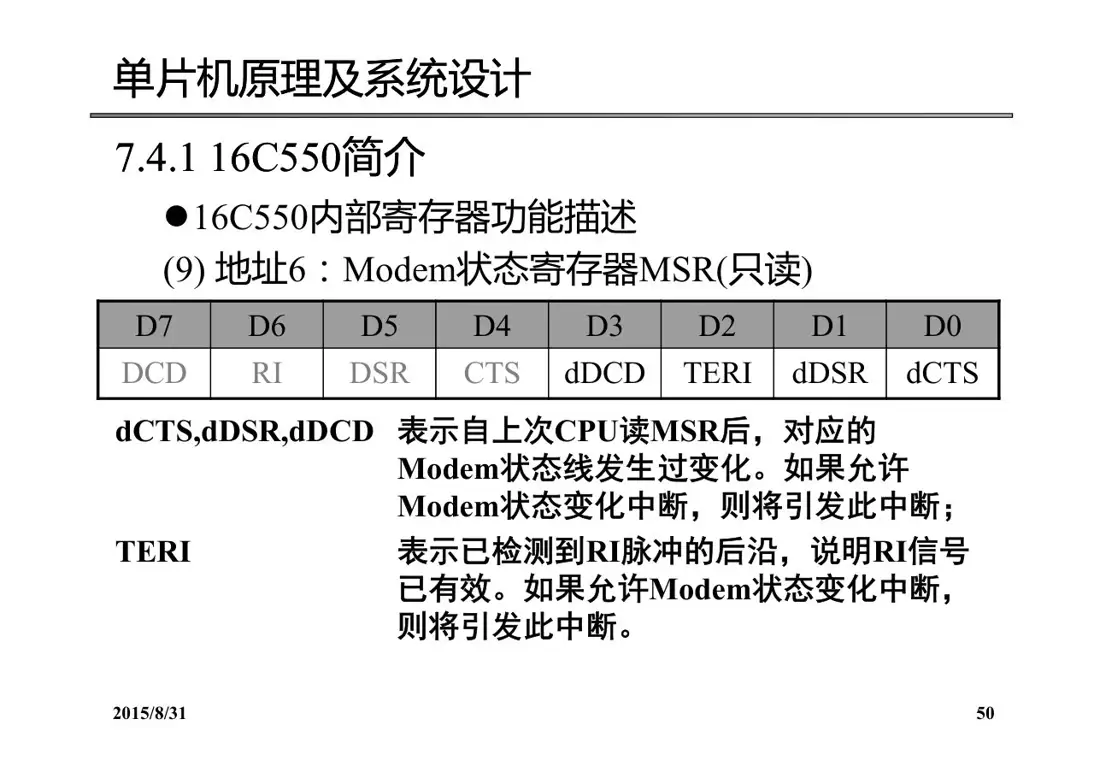 单片机原理及系统设计
7.4.1 16C550简介
●16C550内部寄存器功能描述
(9) 地址6：Modem状态寄存器MSR(只读)
D7 D6 D5 D4 D3 D2 D1 D0
DCD RI DSR CTS dDCD TERI dDSR dCTS
dCTS,dDSR,dDCD 表示自上次CPU读MSR后，对应的
Modem状态线发生过变化。如果允许
Modem状态变化中断，则将引发此中断；
TERI 表示已检测到RI脉冲的后沿，说明RI信号
已有效。如果允许Modem状态变化中断，
则将引发此中断。
2015/8/31 50